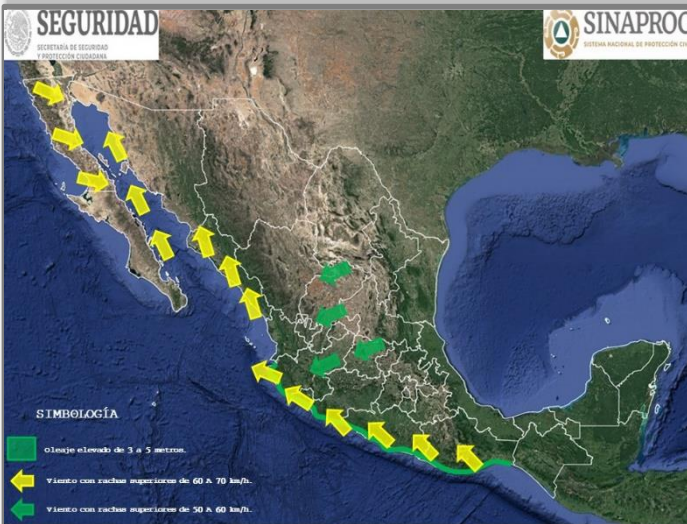 SEGURIDAD
SECRETARÍA DE SEGURIDAD
Y PROTECCIÓN CIUDADANA
SINAPROC
SISTEMA NACIONAL DE PROTECCIÓN CI
SIMBOLOGÍA
Oleaje elevado de 3 a 5 metros.
Viento con rachas superiores de 60 A 70 km/h.
Viento con rachas superiores de 50 A 60 km/h.